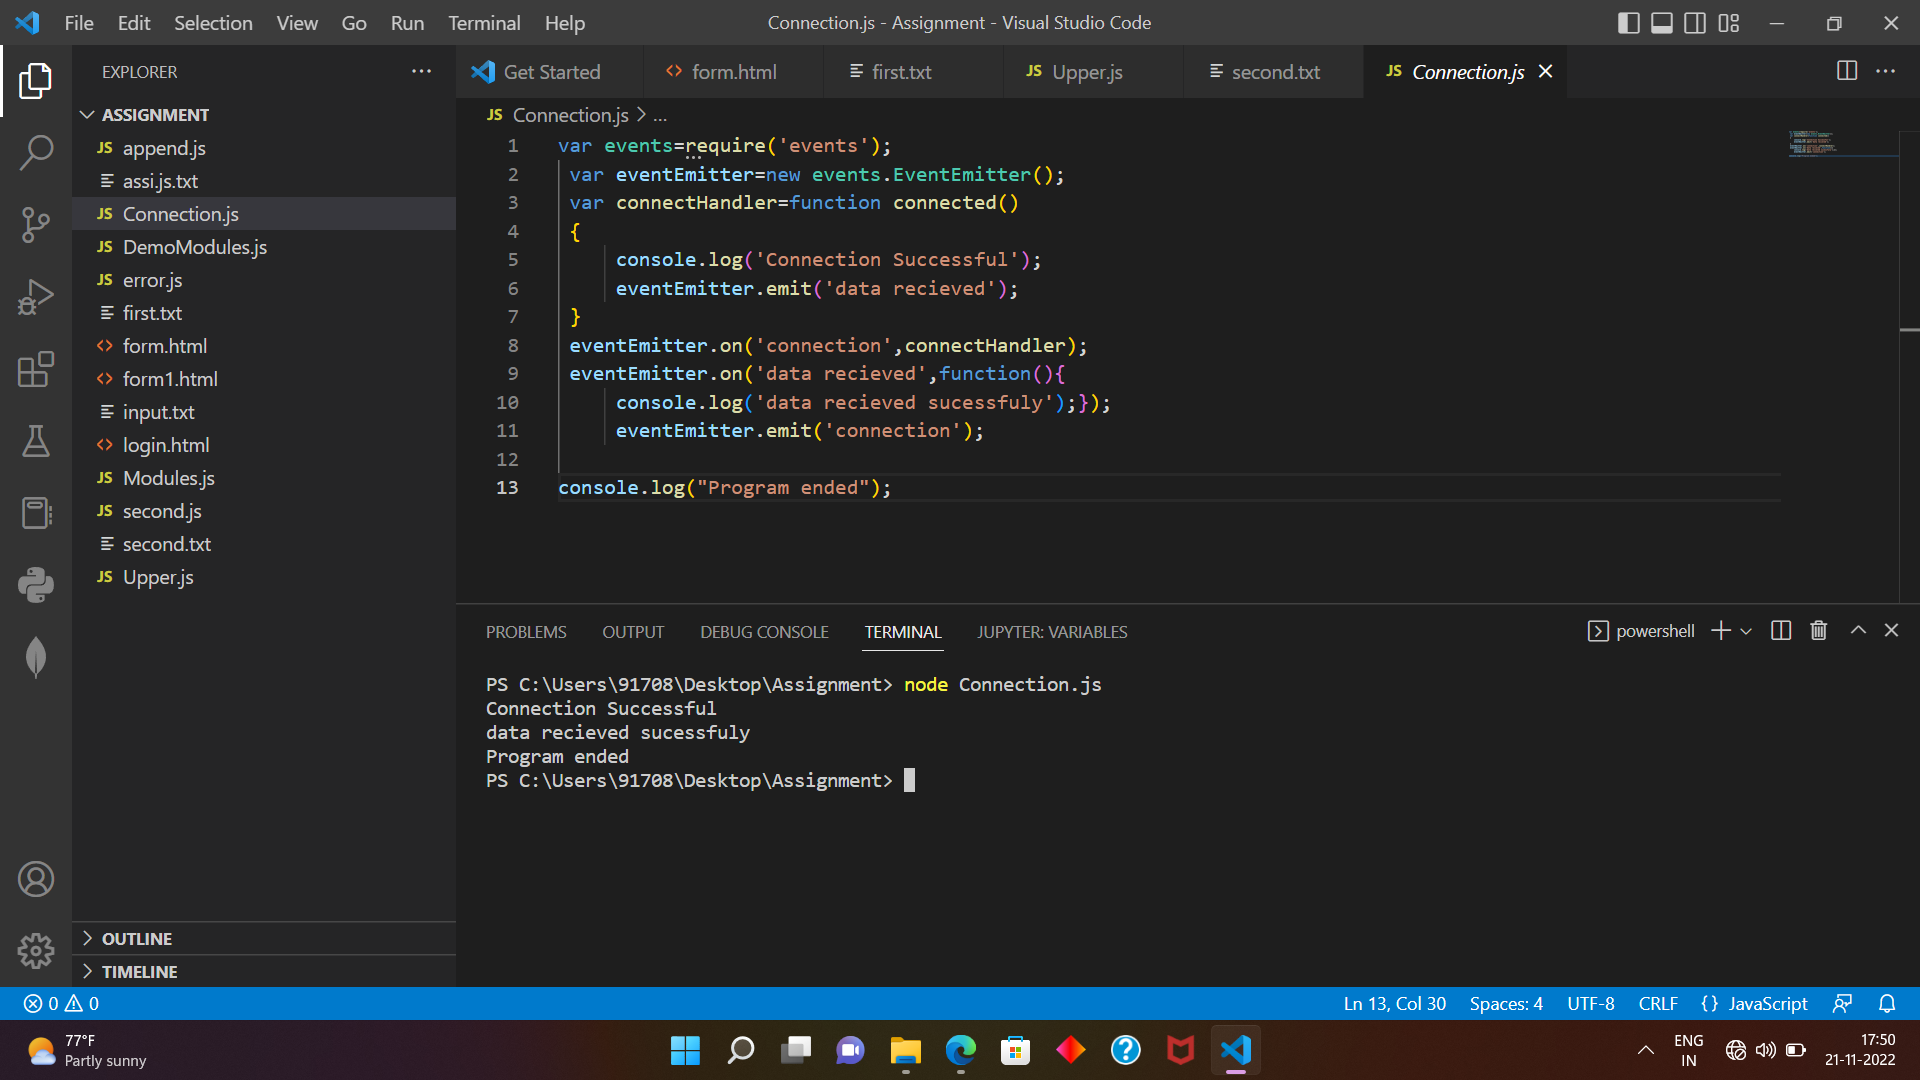 File Edit Selection View Go Run Terminal Help
Connection.js - Assignment - Visual Studio Code
EXPLORER
ASSIGNMENT
JS append.js
assi.js.txt
JS Connection.js
JS DemoModules.js
JS error.js
first.txt
<> form.html
<> form1.html
input.txt
<> login.html
JS Modules.js
JS second.js
second.txt
JS Upper.js
OUTLINE
TIMELINE
Get Started <> form.html first.txt JS Upper.js second.txt JS Connection.js
JS Connection.js > ...
1 var events=require('events');
2 var eventEmitter=new events.EventEmitter();
3 var connectHandler=function connected()
4 {
5 console.log('Connection Successful');
6 eventEmitter.emit('data recieved');
7 }
8 eventEmitter.on('connection',connectHandler);
9 eventEmitter.on('data recieved',function(){
10 console.log('data recieved sucessfuly');});
11 eventEmitter.emit('connection');
12
13 console.log("Program ended");
PROBLEMS OUTPUT DEBUG CONSOLE TERMINAL JUPYTER: VARIABLES
powershell
PS C:\Users\91708\Desktop\Assignment> node Connection.js
Connection Successful
data recieved sucessfuly
Program ended
PS C:\Users\91708\Desktop\Assignment>
0 0
Ln 13, Col 30 Spaces: 4 UTF-8 CRLF {} JavaScript
77°F
Partly sunny
ENG
IN
17:50
21-11-2022